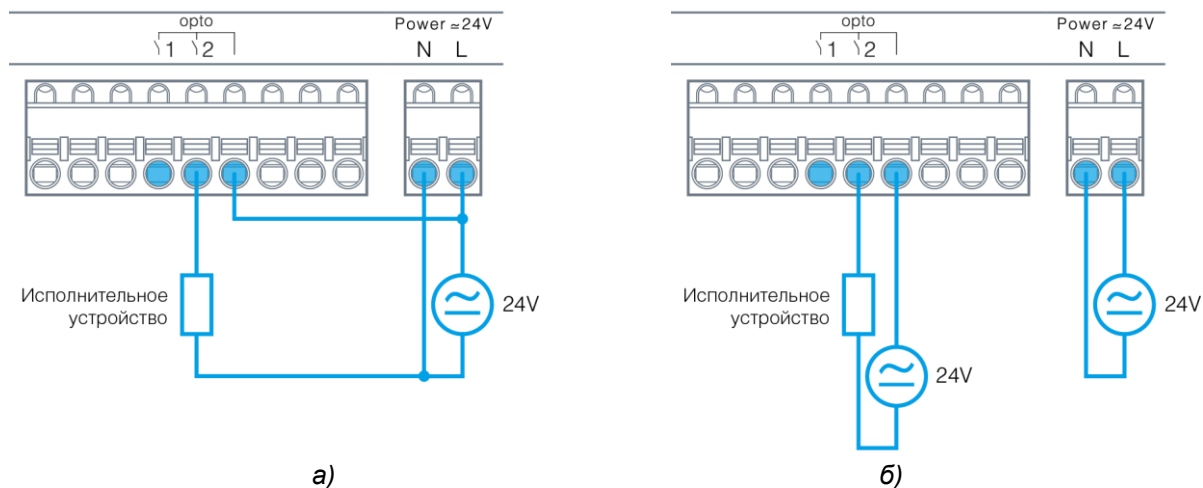 opto
Power ≃24V
1 2
N L
Исполнительное
устройство
24V
а)
opto
Power ≃24V
1 2
N L
Исполнительное
устройство
24V
24V
б)